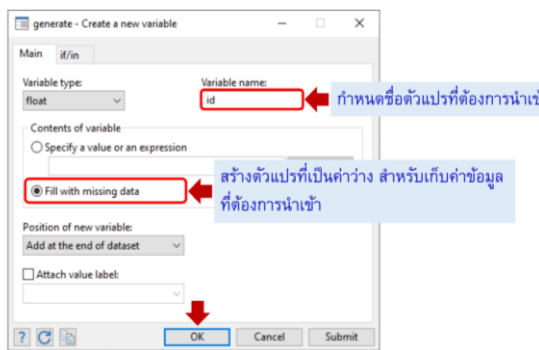 generate - Create a new variable
Main if/in
Variable type: Variable name:
float id
กำหนดชื่อตัวแปรที่ต้องการนำเข้า
Contents of variable
Specify a value or an expression
สร้างตัวแปรที่เป็นค่าว่าง สำหรับเก็บค่าข้อมูล
Fill with missing data
ที่ต้องการนำเข้า
Position of new variable:
Add at the end of dataset
Attach value label:
? OK Cancel Submit